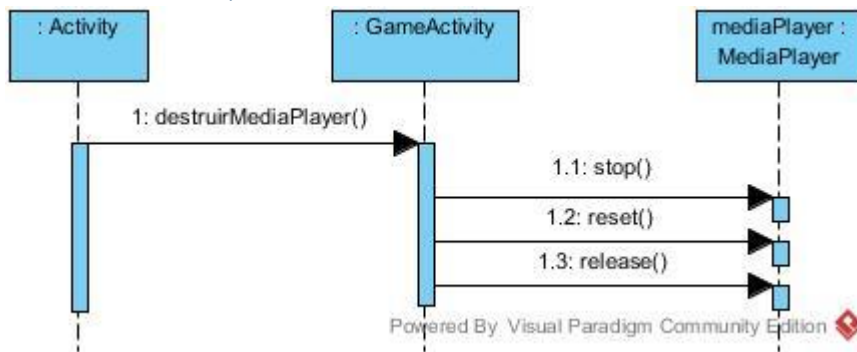 : Activity
: GameActivity
mediaPlayer :
MediaPlayer
1: destruirMediaPlayer()
1.1: stop()
1.2: reset()
1.3: release()
Powered By Visual Paradigm Community Edition